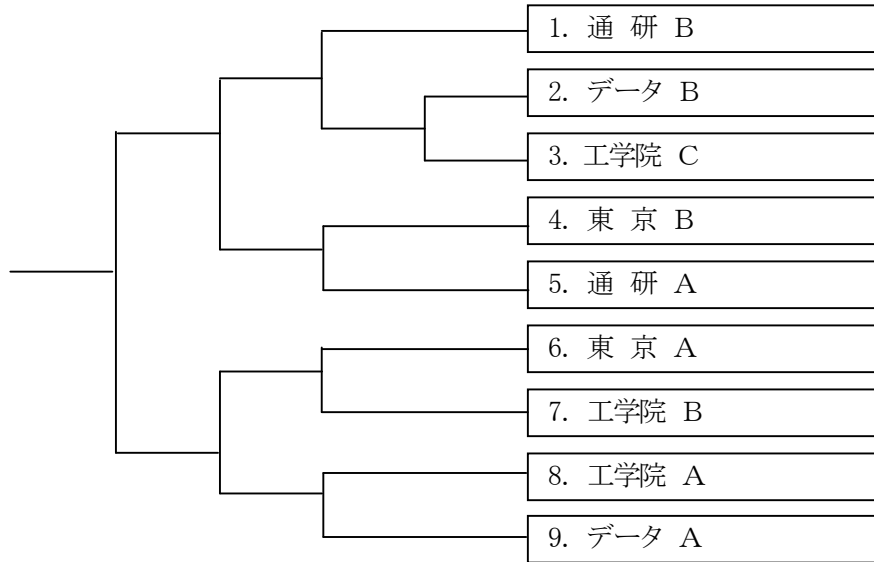 1. 通 研 B
2. データ B
3. 工学院 C
4. 東 京 B
5. 通 研 A
6. 東 京 A
7. 工学院 B
8. 工学院 A
9. データ A